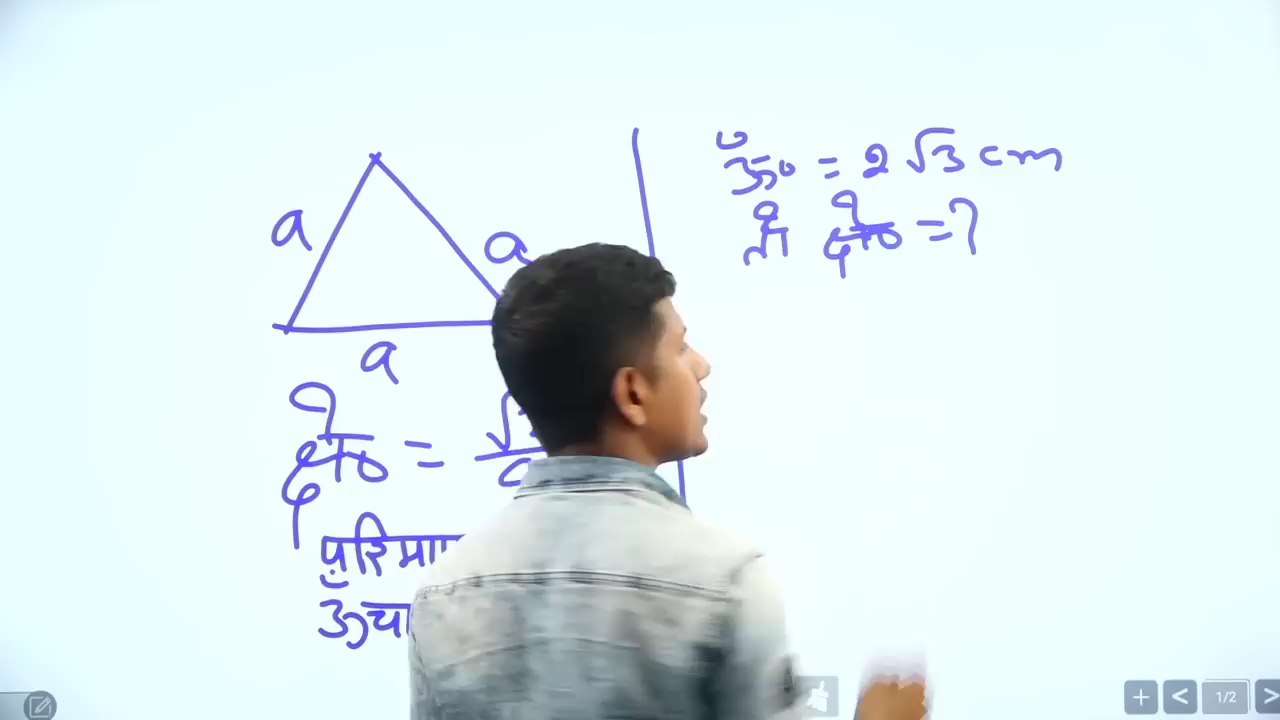 a
a
a
क्षे० =
परिमाप
ऊँचा
ऊँ० = 2√3 cm
तो क्षे० = ?
1/2